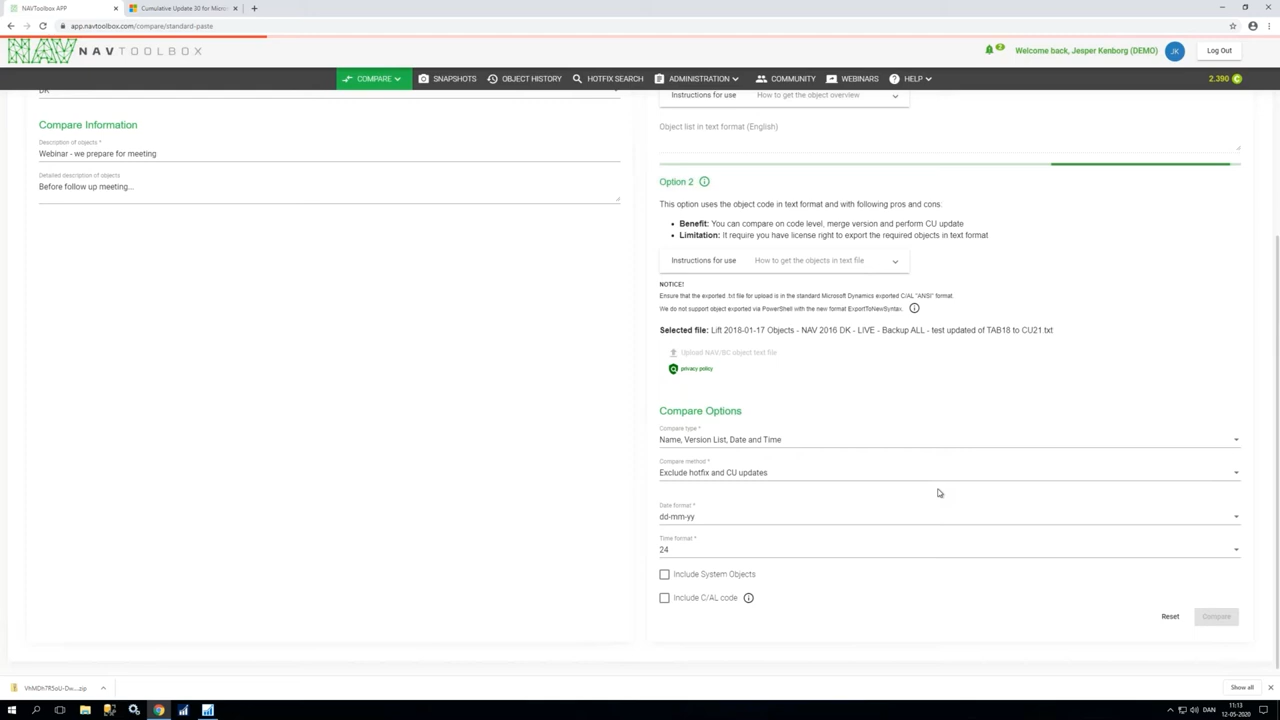 NAVToolbox APP
Cumulative Update 30 for Micros
app.navtoolbox.com/compare/standard-paste
NAV NAVTOOLBOX
2
Welcome back, Jesper Kenborg (DEMO)
JK
Log Out
COMPARE
SNAPSHOTS
OBJECT HISTORY
HOTFIX SEARCH
ADMINISTRATION
COMMUNITY
WEBINARS
HELP
2.390 C
DK
Compare Information
Description of objects *
Webinar - we prepare for meeting
Detailed description of objects
Before follow up meeting...
Instructions for use How to get the object overview
Object list in text format (English)
Option 2
This option uses the object code in text format and with following pros and cons.
Benefit: You can compare on code level, merge version and perform CU update
Limitation: It require you have license right to export the required objects in text format
Instructions for use How to get the objects in text file
NOTICE!
Ensure that the exported .txt file for upload is in the standard Microsoft Dynamics exported C/AL "ANSI" format.
We do not support object exported via PowerShell with the new format ExportToNewSyntax.
Selected file: Lift 2018-01-17 Objects - NAV 2016 DK - LIVE - Backup ALL - test updated of TAB18 to CU21.txt
Upload NAV/BC object text file
privacy policy
Compare Options
Compare type *
Name, Version List, Date and Time
Compare method *
Exclude hotfix and CU updates
Date format *
dd-mm-yy
Time format *
24
Include System Objects
Include C/AL code
Reset
Compare
Show all
DAN
11:13
12-05-2020